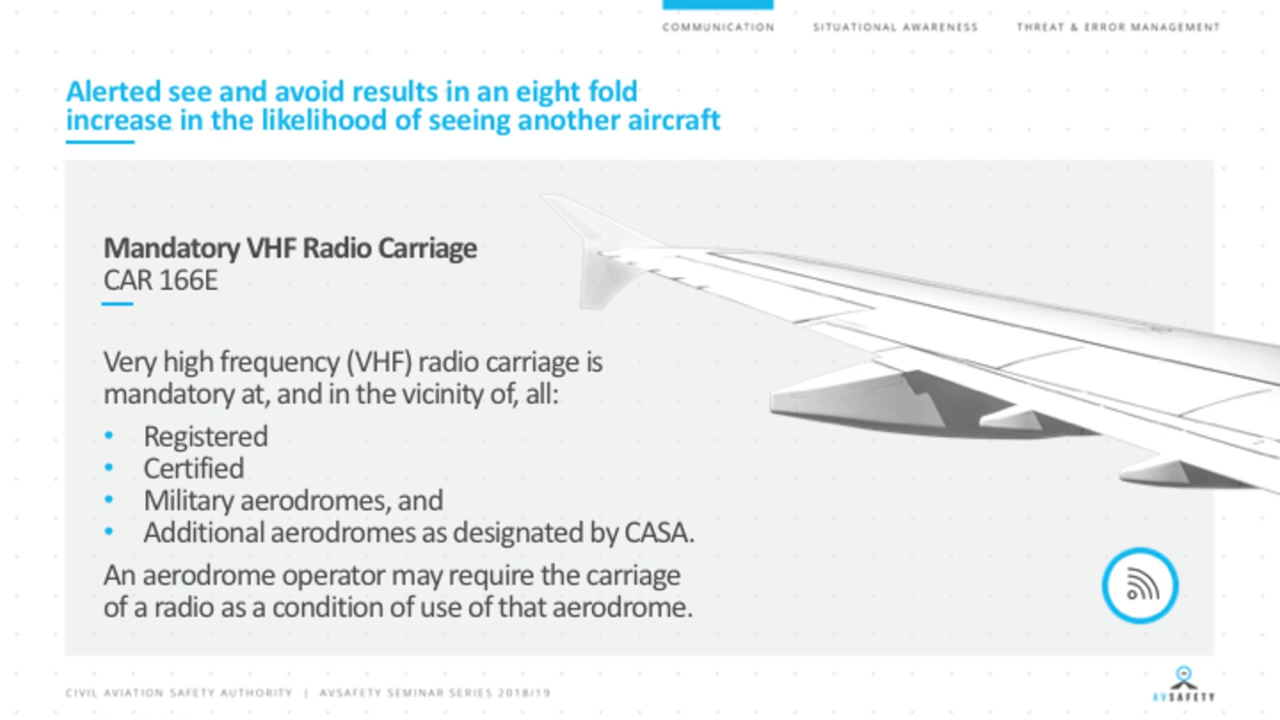 COMMUNICATION SITUATIONAL AWARENESS THREAT & ERROR MANAGEMENT
Alerted see and avoid results in an eight fold
increase in the likelihood of seeing another aircraft
Mandatory VHF Radio Carriage
CAR 166E
Very high frequency (VHF) radio carriage is
mandatory at, and in the vicinity of, all:
• Registered
• Certified
• Military aerodromes, and
• Additional aerodromes as designated by CASA.
An aerodrome operator may require the carriage
of a radio as a condition of use of that aerodrome.
CIVIL AVIATION SAFETY AUTHORITY | AVSAFETY SEMINAR SERIES 2018/19
AVSAFETY